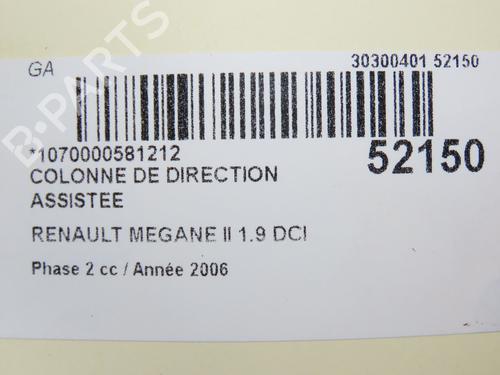 GA
30300401 52150
*1070000581212
52150
COLONNE DE DIRECTION
ASSISTEE
RENAULT MEGANE II 1.9 DCI
Phase 2 cc / Année 2006
B-PARTS